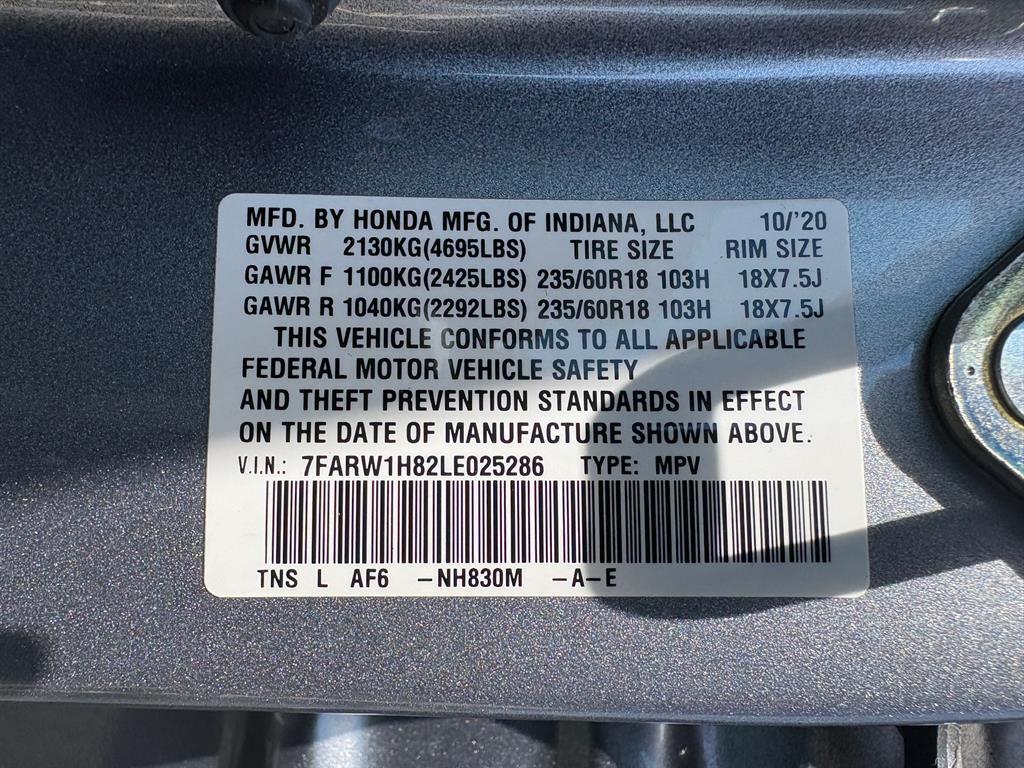 MFD. BY HONDA MFG. OF INDIANA, LLC 10/'20
GVWR 2130KG(4695LBS) TIRE SIZE RIM SIZE
GAWR F 1100KG(2425LBS) 235/60R18 103H 18X7.5J
GAWR R 1040KG(2292LBS) 235/60R18 103H 18X7.5J
THIS VEHICLE CONFORMS TO ALL APPLICABLE
FEDERAL MOTOR VEHICLE SAFETY
AND THEFT PREVENTION STANDARDS IN EFFECT
ON THE DATE OF MANUFACTURE SHOWN ABOVE.
V.I.N.: 7FARW1H82LE025286 TYPE: MPV
TNS L AF6 -NH830M -A-E